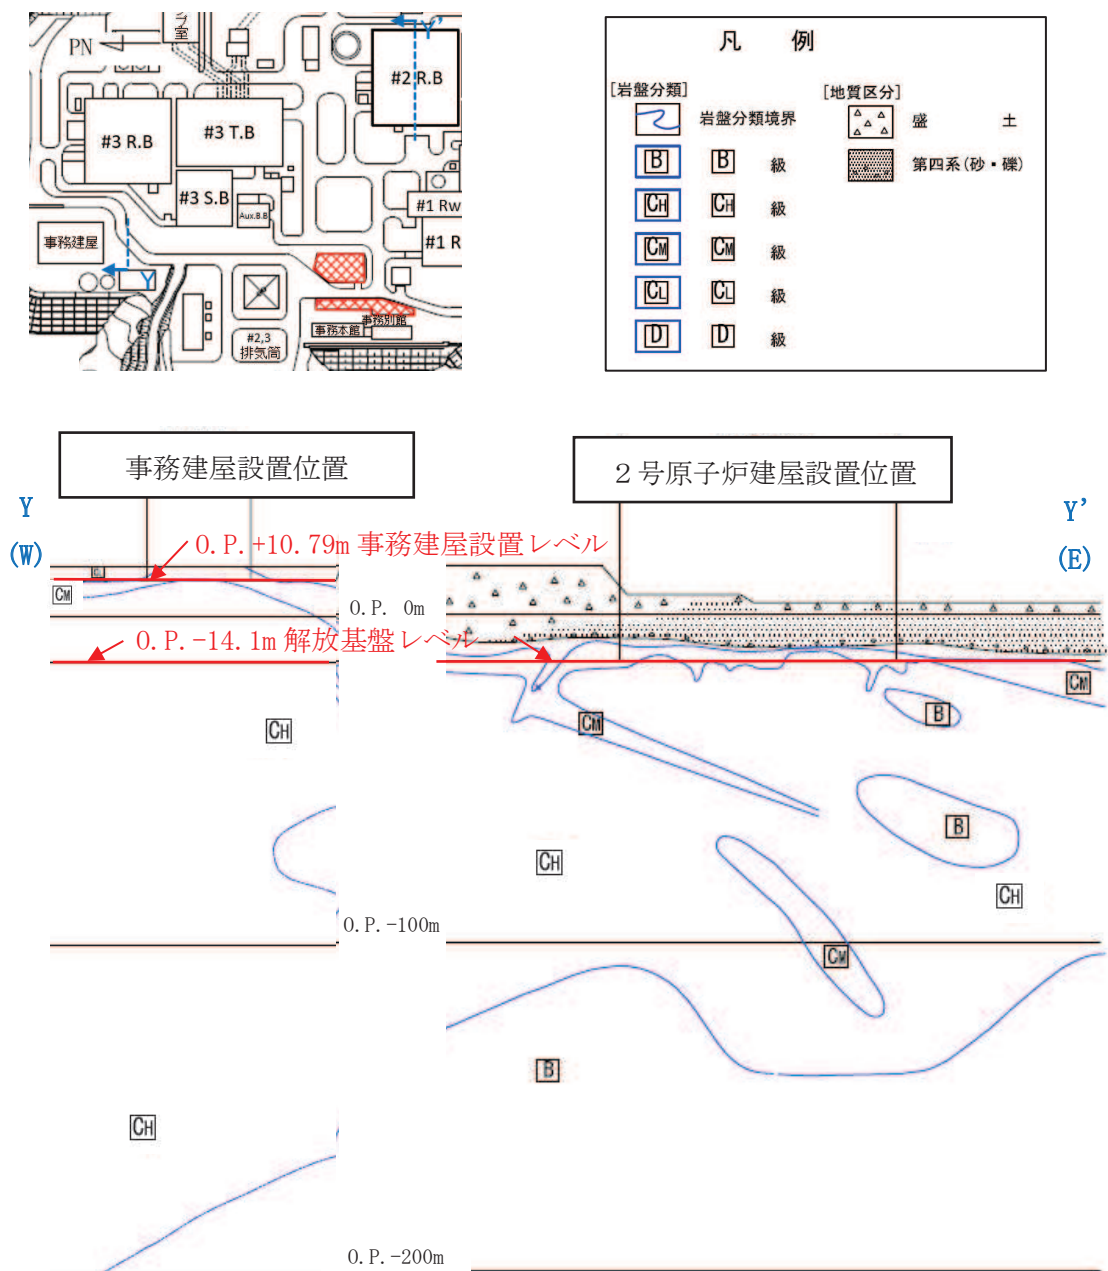 プ
室
PN
Y'
#2 R.B
#3 R.B
#3 T.B
#3 S.B
Aux.B.B
#1 Rw
#1 R
事務建屋
Y
#2,3
排気筒
事務本館
事務別館
凡 例
[岩盤分類]
[地質区分]
岩盤分類境界
盛 土
B B 級
第四系(砂・礫)
CH CH 級
CM CM 級
CL CL 級
D D 級
事務建屋設置位置
2号原子炉建屋設置位置
Y
(W)
Y'
(E)
O.P.+10.79m 事務建屋設置レベル
CL
CM
O.P. 0m
O.P.-14.1m 解放基盤レベル
CM
B
CH
CM
B
CH
CH
O.P.-100m
CM
B
CH
O.P.-200m